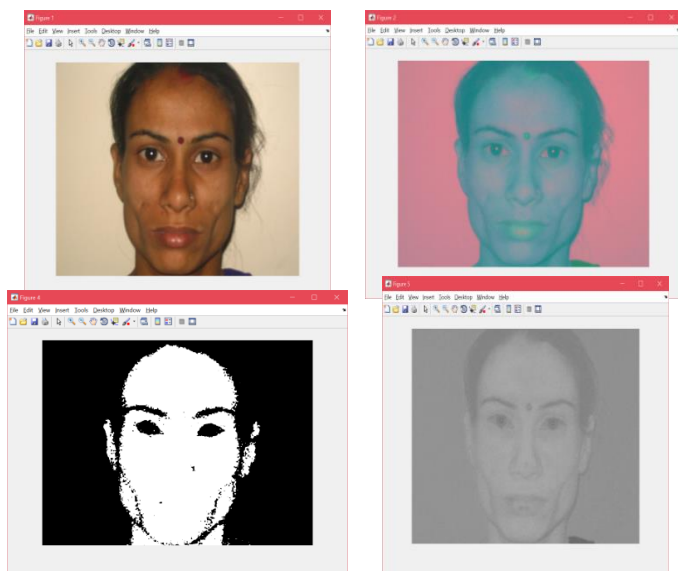 Figure 1
File Edit View Insert Tools Desktop Window Help
Figure 2
File Edit View Insert Tools Desktop Window Help
Figure 4
File Edit View Insert Tools Desktop Window Help
Figure 5
File Edit View Insert Tools Desktop Window Help